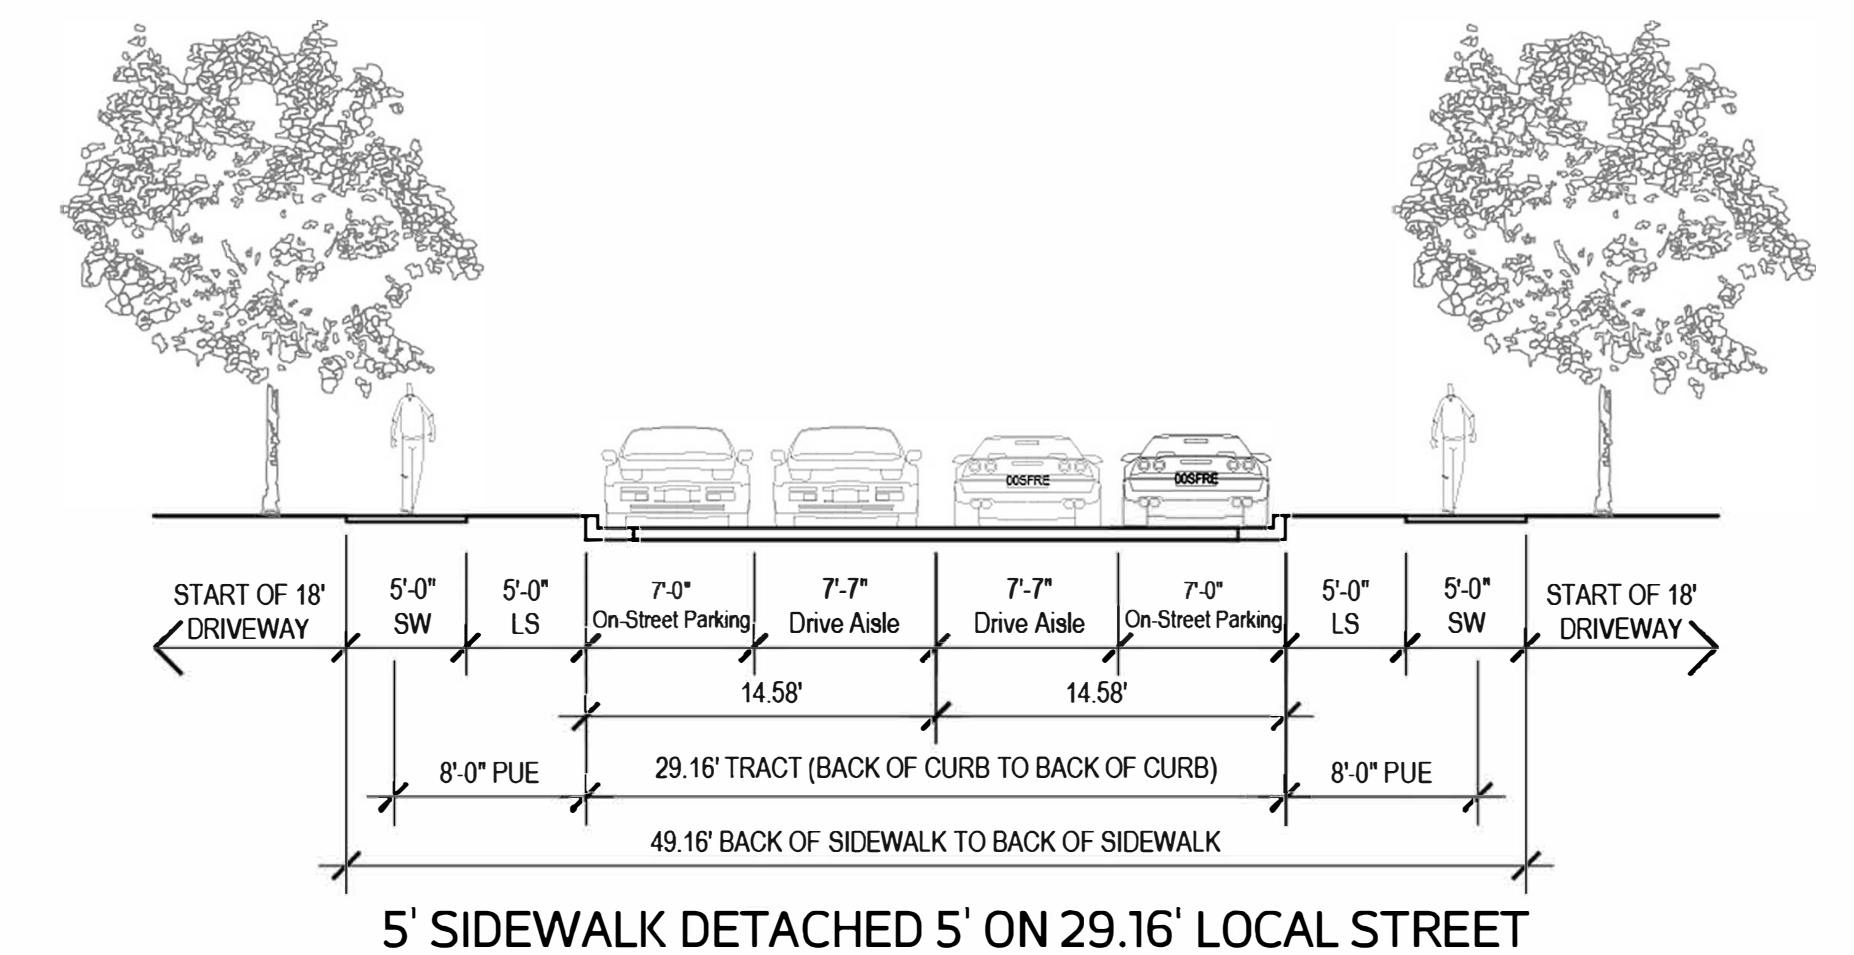 00SFRE
00SFRE
START OF 18'
DRIVEWAY
5'-0"
SW
5'-0"
LS
7'-0"
On-Street Parking
7'-7"
Drive Aisle
7'-7"
Drive Aisle
7'-0"
On-Street Parking
5'-0"
LS
5'-0"
SW
START OF 18'
DRIVEWAY
14.58'
14.58'
8'-0" PUE
29.16' TRACT (BACK OF CURB TO BACK OF CURB)
8'-0" PUE
49.16' BACK OF SIDEWALK TO BACK OF SIDEWALK
5' SIDEWALK DETACHED 5' ON 29.16' LOCAL STREET